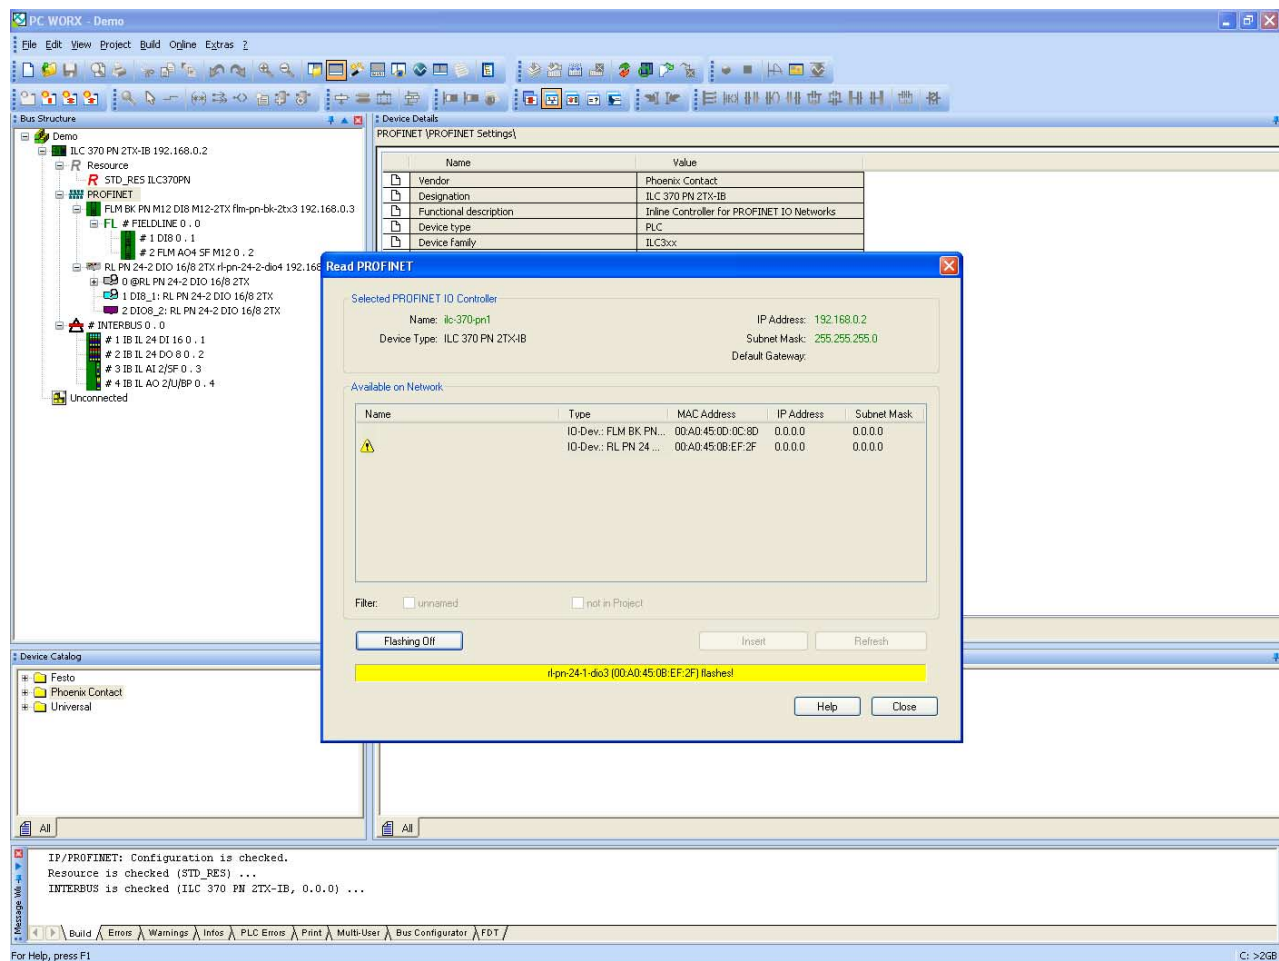 PC WORX - Demo
File Edit View Project Build Online Extras ?
Bus Structure
Demo
ILC 370 PN 2TX-IB 192.168.0.2
Resource
STD_RES ILC370PN
PROFINET
FLM BK PN M12 DI8 M12-2TX flm-pn-bk-2tx3 192.168.0.3
# FIELDLINE 0 . 0
# 1 DI8 0 . 1
# 2 FLM AO4 SF M12 0 . 2
RL PN 24-2 DIO 16/8 2TX rl-pn-24-2-dio4 192.168
0 @RL PN 24-2 DIO 16/8 2TX
1 DI8_1: RL PN 24-2 DIO 16/8 2TX
2 DIO8_2: RL PN 24-2 DIO 16/8 2TX
# INTERBUS 0 . 0
# 1 IB IL 24 DI 16 0 . 1
# 2 IB IL 24 DO 8 0 . 2
# 3 IB IL AI 2/SF 0 . 3
# 4 IB IL AO 2/U/BP 0 . 4
Unconnected
Device Details
PROFINET \PROFINET Settings\
Name Value
Vendor Phoenix Contact
Designation ILC 370 PN 2TX-IB
Functional description Inline Controller for PROFINET IO Networks
Device type PLC
Device family ILC3xx
Read PROFINET
Selected PROFINET IO Controller
Name: ilc-370-pn1 IP Address: 192.168.0.2
Device Type: ILC 370 PN 2TX-IB Subnet Mask: 255.255.255.0
Default Gateway:
Available on Network
Name Type MAC Address IP Address Subnet Mask
IO-Dev.: FLM BK PN... 00:A0:45:0D:0C:8D 0.0.0.0 0.0.0.0
IO-Dev.: RL PN 24 ... 00:A0:45:0B:EF:2F 0.0.0.0 0.0.0.0
Filter: unnamed not in Project
Flashing Off Insert Refresh
rl-pn-24-1-dio3 (00:A0:45:0B:EF:2F) flashes!
Help Close
Device Catalog
Festo
Phoenix Contact
Universal
All
All
IP/PROFINET: Configuration is checked.
Resource is checked (STD_RES) ...
INTERBUS is checked (ILC 370 PN 2TX-IB, 0.0.0) ...
Build Errors Warnings Infos PLC Errors Print Multi-User Bus Configurator FDT
For Help, press F1 C: >2GB